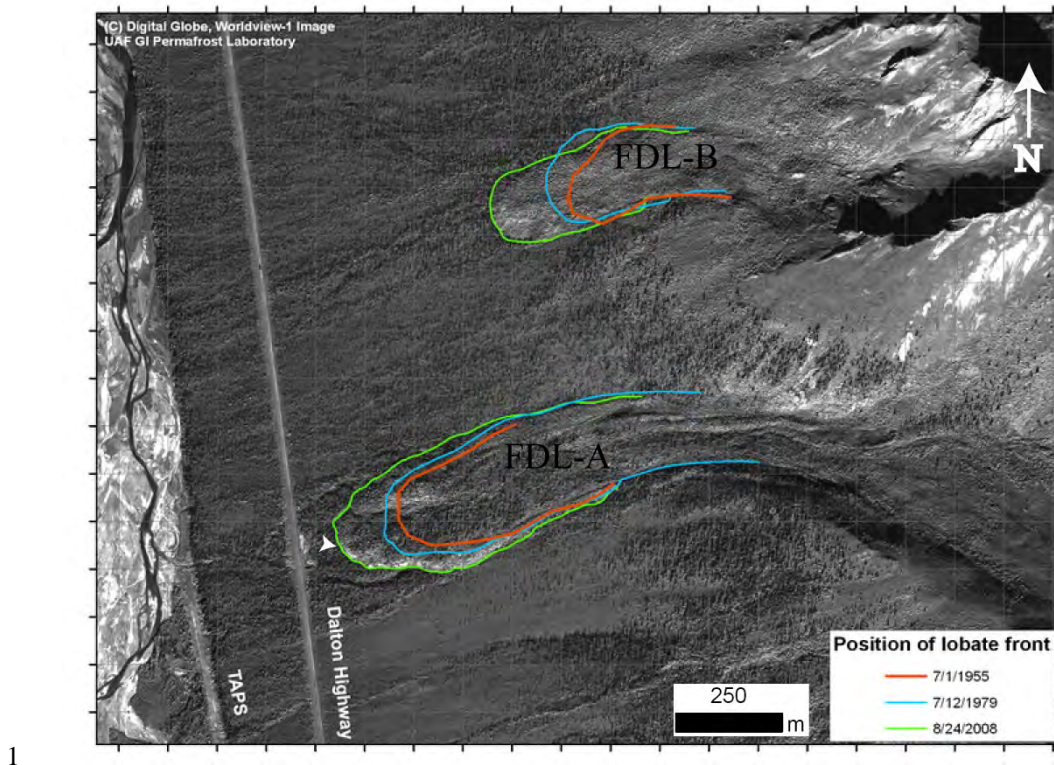 (C) Digital Globe, Worldview-1 Image
UAF GI Permafrost Laboratory
N
FDL-B
FDL-A
Dalton Highway
TAPS
250
m
Position of lobate front
7/1/1955
7/12/1979
8/24/2008
1